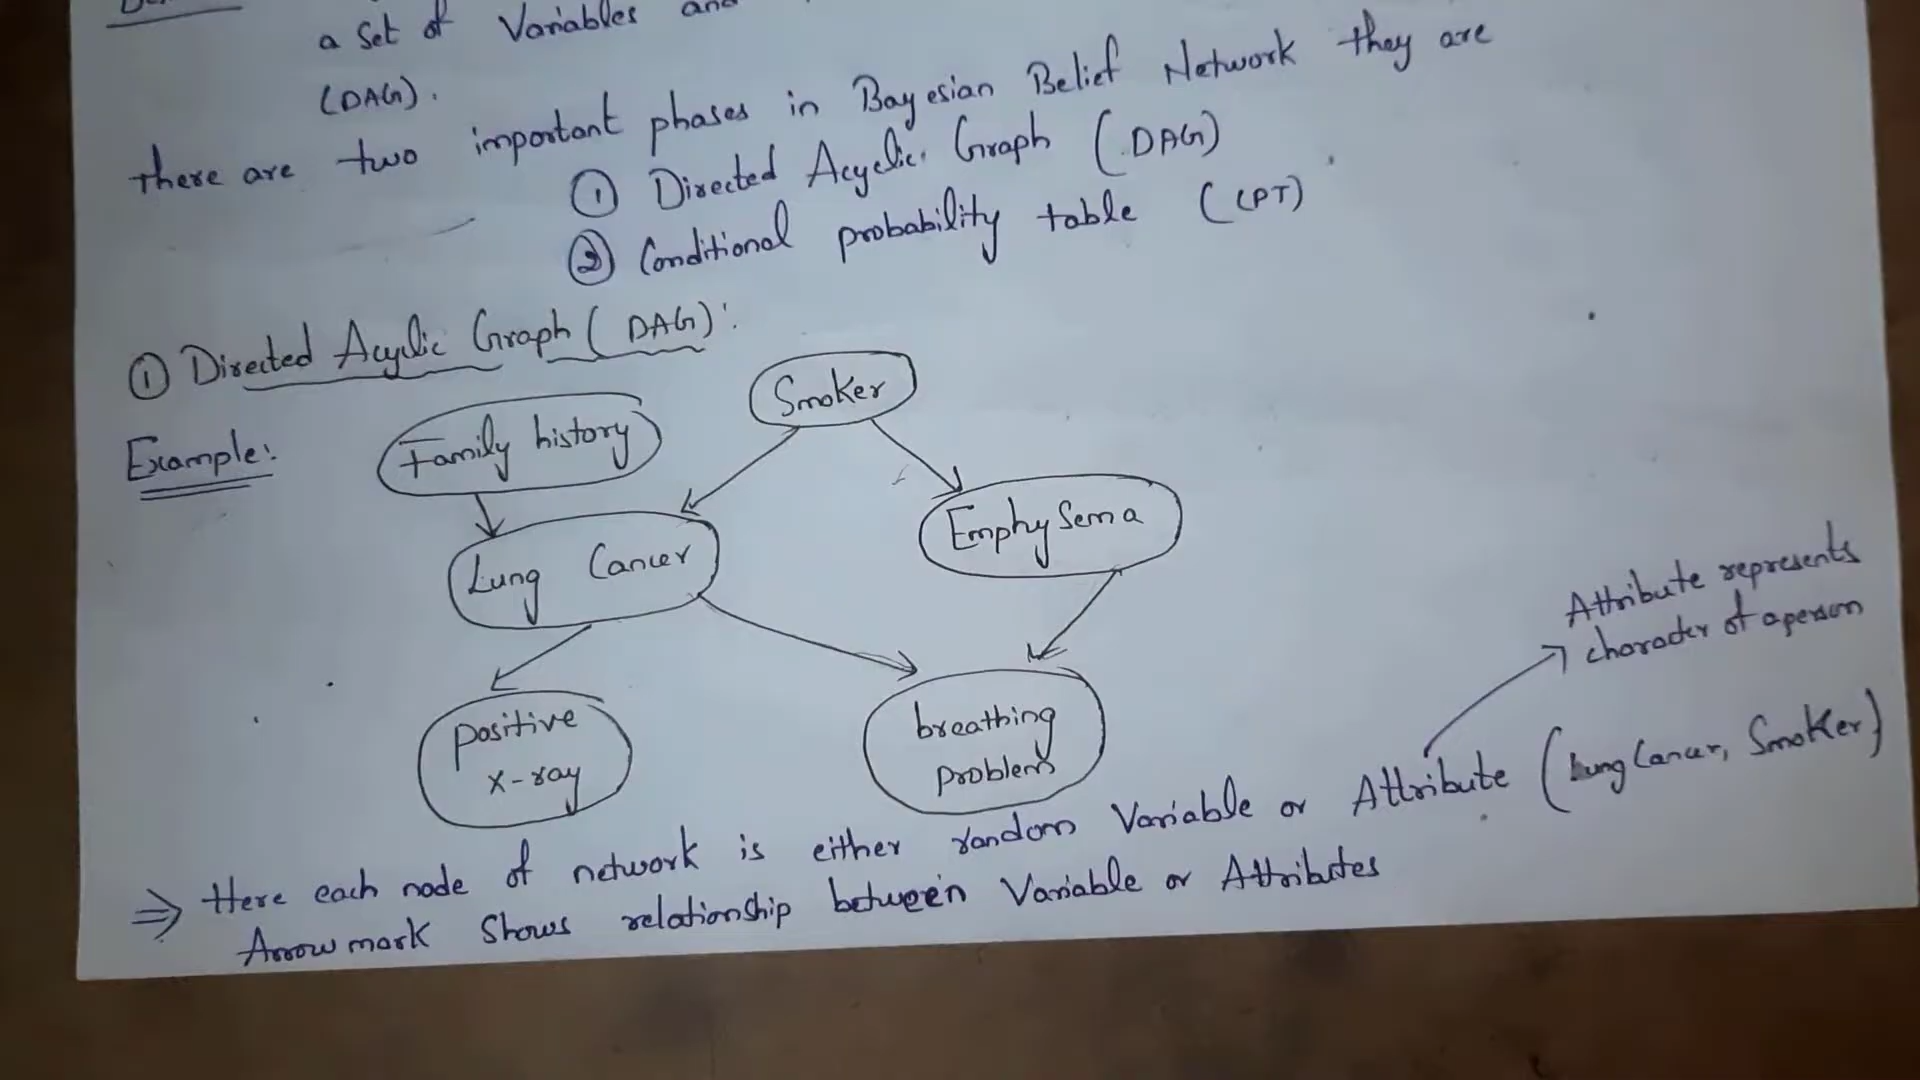 a set of Variables and
(DAG).
there are two important phases in Bayesian Belief Network they are
① Directed Acyclic Graph (DAG)
② Conditional probability table (CPT)
① Directed Acyclic Graph (DAG):
Example:
Family history
Smoker
Lung Cancer
Emphysema
positive
x-ray
breathing
problem
Attribute represents
character of a person
⇒ Here each node of network is either random Variable or Attribute (Lung Cancer, Smoker)
Arrow mark shows relationship between Variable or Attributes